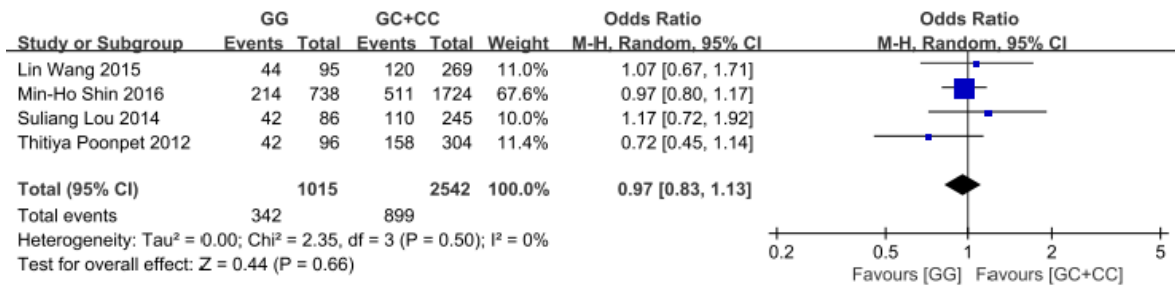 GG GC+CC Odds Ratio Odds Ratio
Study or Subgroup Events Total Events Total Weight M-H, Random, 95% CI M-H, Random, 95% CI
Lin Wang 2015 44 95 120 269 11.0% 1.07 [0.67, 1.71]
Min-Ho Shin 2016 214 738 511 1724 67.6% 0.97 [0.80, 1.17]
Suliang Lou 2014 42 86 110 245 10.0% 1.17 [0.72, 1.92]
Thitiya Poonpet 2012 42 96 158 304 11.4% 0.72 [0.45, 1.14]
Total (95% CI) 1015 2542 100.0% 0.97 [0.83, 1.13]
Total events 342 899
Heterogeneity: Tau² = 0.00; Chi² = 2.35, df = 3 (P = 0.50); I² = 0%
Test for overall effect: Z = 0.44 (P = 0.66)
0.2 0.5 1 2 5
Favours [GG] Favours [GC+CC]